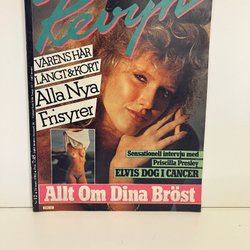 Revyn
VÅRENS HÅR
LÅNGT & KORT
Alla Nya
Frisyrer
Sensationell intervju med
Priscilla Presley
ELVIS DOG I CANCER
Allt Om Dina Bröst